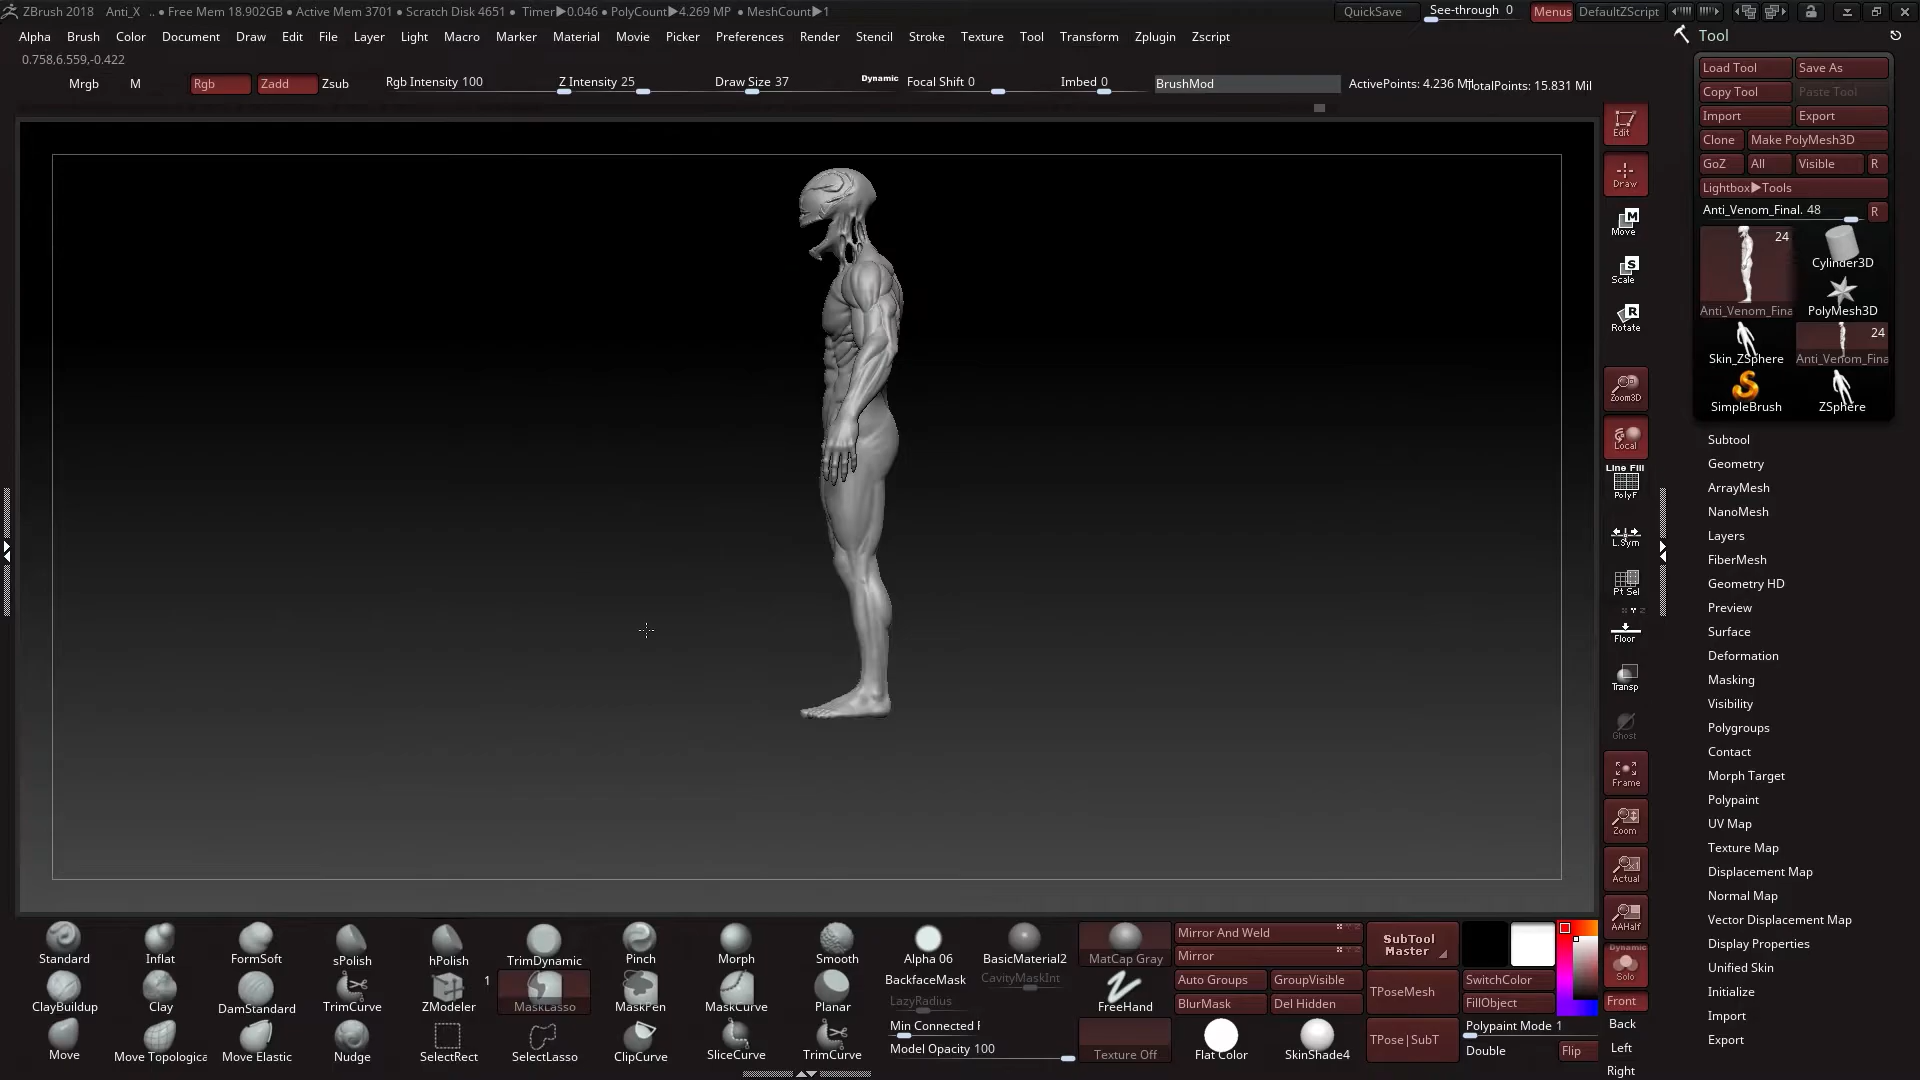 ZBrush 2018 Anti_X .. ● Free Mem 18.902GB ● Active Mem 3701 ● Scratch Disk 4651 ● Timer▶0.046 ● PolyCount▶4.269 MP ● MeshCount▶1 QuickSave See-through 0 Menus DefaultZScript
Alpha Brush Color Document Draw Edit File Layer Light Macro Marker Material Movie Picker Preferences Render Stencil Stroke Texture Tool Transform Zplugin Zscript
0.758,6.559,-0.422
Mrgb M Rgb Zadd Zsub Rgb Intensity 100 Z Intensity 25 Draw Size 37 Dynamic Focal Shift 0 Imbed 0 BrushMod ActivePoints: 4.236 Mil TotalPoints: 15.831 Mil
Edit
Draw
Move
Scale
Rotate
Zoom3D
Local
Line Fill
PolyF
L.Sym
Pt Sel
Floor
Transp
Ghost
Frame
Zoom
Actual
AAHalf
Dynamic
Solo
Front
Back
Left
Right
Tool
Load Tool Save As
Copy Tool Paste Tool
Import Export
Clone Make PolyMesh3D
GoZ All Visible R
Lightbox▶Tools
Anti_Venom_Final. 48 R
24
Cylinder3D
Anti_Venom_Fina PolyMesh3D
24
Skin_ZSphere Anti_Venom_Fina
SimpleBrush ZSphere
Subtool
Geometry
ArrayMesh
NanoMesh
Layers
FiberMesh
Geometry HD
Preview
Surface
Deformation
Masking
Visibility
Polygroups
Contact
Morph Target
Polypaint
UV Map
Texture Map
Displacement Map
Normal Map
Vector Displacement Map
Display Properties
Unified Skin
Initialize
Import
Export
Standard Inflat FormSoft sPolish hPolish TrimDynamic Pinch Morph Smooth Alpha 06 BasicMaterial2 MatCap Gray
ClayBuildup Clay DamStandard TrimCurve ZModeler 1 MaskLasso MaskPen MaskCurve Planar
Move Move Topologica Move Elastic Nudge SelectRect SelectLasso ClipCurve SliceCurve TrimCurve
BackfaceMask CavityMaskInt
LazyRadius
FreeHand
Min Connected F
Model Opacity 100
Texture Off Flat Color SkinShade4
Mirror And Weld
Mirror
Auto Groups GroupVisible
BlurMask Del Hidden
SubTool
Master
TPoseMesh
TPose|SubT
SwitchColor
FillObject
Polypaint Mode 1
Double Flip